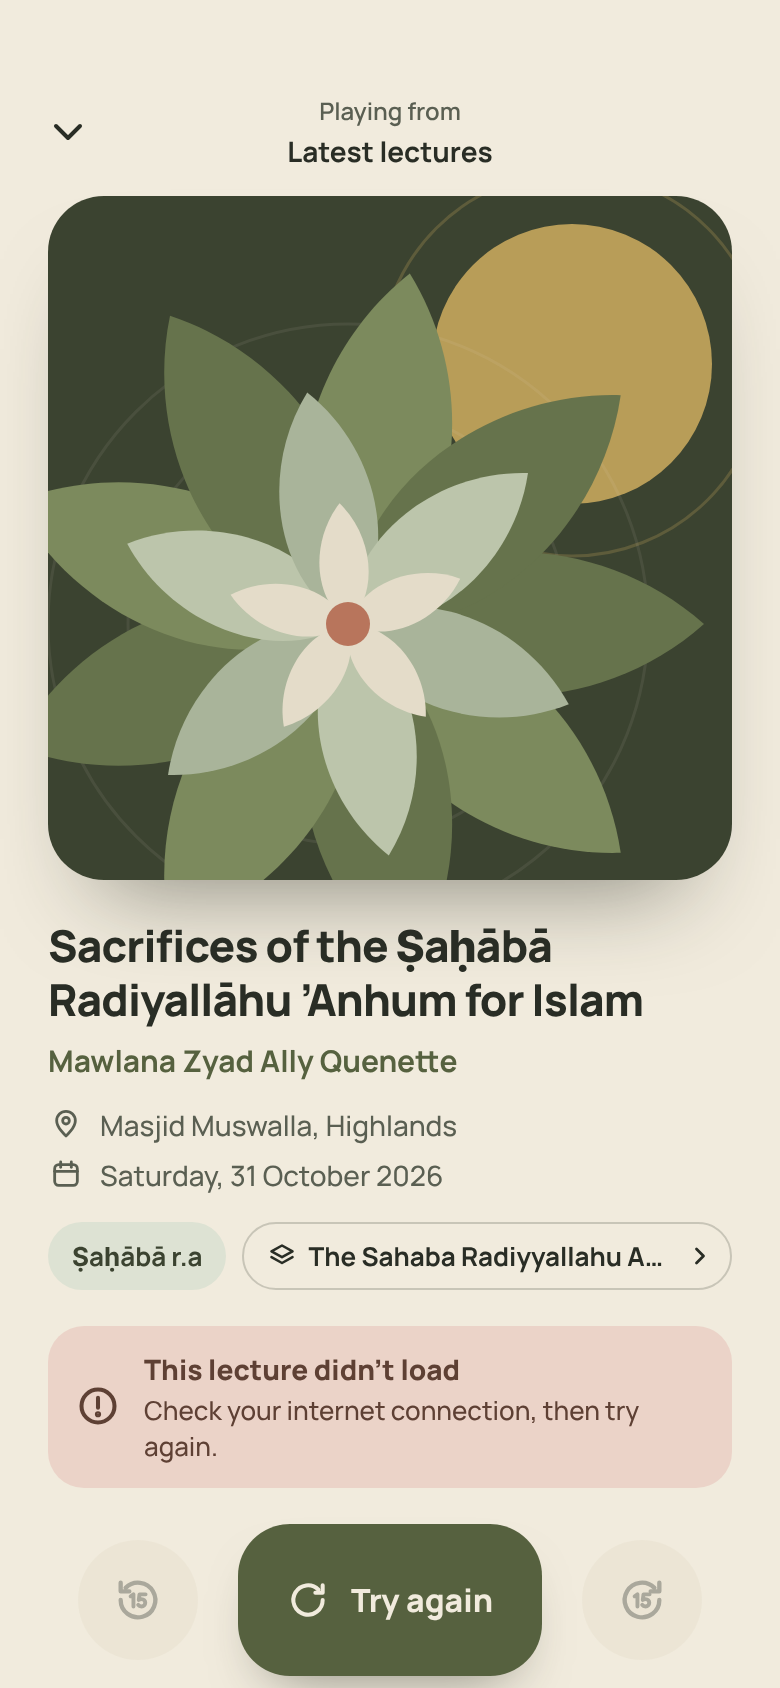 Playing from
Latest lectures
Sacrifices of the Ṣaḥābā
Radiyallāhu ’Anhum for Islam
Mawlana Zyad Ally Quenette
Masjid Muswalla, Highlands
Saturday, 31 October 2026
Ṣaḥābā r.a
The Sahaba Radiyyallahu A...
This lecture didn’t load
Check your internet connection, then try
again.
15
Try again
15